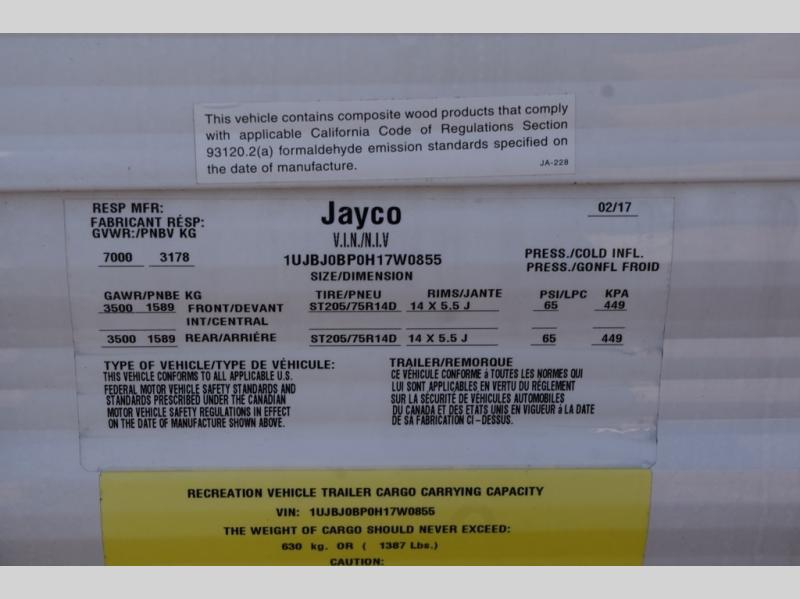 This vehicle contains composite wood products that comply
with applicable California Code of Regulations Section
93120.2(a) formaldehyde emission standards specified on
the date of manufacture.
JA-228
RESP MFR:
FABRICANT RÉSP:
GVWR:/PNBV KG
7000 3178
Jayco
V.I.N./N.I.V
1UJBJ0BP0H17W0855
SIZE/DIMENSION
02/17
PRESS./COLD INFL.
PRESS./GONFL FROID
GAWR/PNBE KG TIRE/PNEU RIMS/JANTE PSI/LPC KPA
3500 1589 FRONT/DEVANT ST205/75R14D 14 X 5.5 J 65 449
INT/CENTRAL
3500 1589 REAR/ARRIÉRE ST205/75R14D 14 X 5.5 J 65 449
TYPE OF VEHICLE/TYPE DE VÉHICULE:
THIS VEHICLE CONFORMS TO ALL APPLICABLE U.S.
FEDERAL MOTOR VEHICLE SAFETY STANDARDS AND
STANDARDS PRESCRIBED UNDER THE CANADIAN
MOTOR VEHICLE SAFETY REGULATIONS IN EFFECT
ON THE DATE OF MANUFACTURE SHOWN ABOVE.
TRAILER/REMORQUE
CE VÉHICULE CONFORME à TOUTES LES NORMES QUI
LUI SONT APPLICABLES EN VERTU DU RÈGLEMENT
SUR LA SÉCURITÉ DE VÉHICULES AUTOMOBILES
DU CANADA ET DES ETATS UNIS EN VIGUEUR à LA DATE
DE SA FABRICATION CI-DESSUS.
RECREATION VEHICLE TRAILER CARGO CARRYING CAPACITY
VIN: 1UJBJ0BP0H17W0855
THE WEIGHT OF CARGO SHOULD NEVER EXCEED:
630 kg. OR ( 1387 Lbs.)
CAUTION: